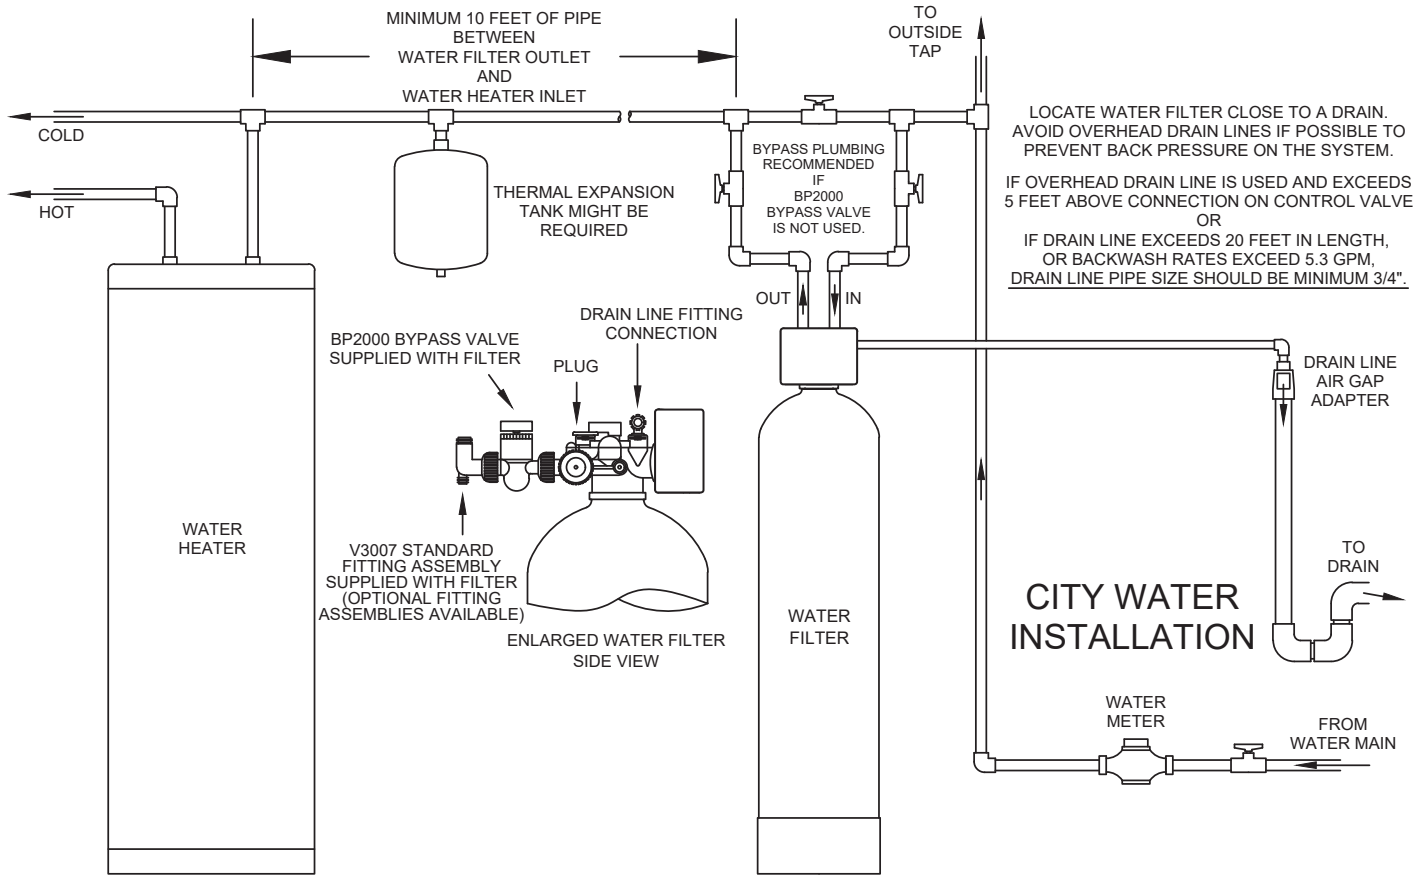 MINIMUM 10 FEET OF PIPE
BETWEEN
WATER FILTER OUTLET
AND
WATER HEATER INLET
TO
OUTSIDE
TAP
COLD
HOT
THERMAL EXPANSION
TANK MIGHT BE
REQUIRED
BYPASS PLUMBING
RECOMMENDED
IF
BP2000
BYPASS VALVE
IS NOT USED.
LOCATE WATER FILTER CLOSE TO A DRAIN.
AVOID OVERHEAD DRAIN LINES IF POSSIBLE TO
PREVENT BACK PRESSURE ON THE SYSTEM.
IF OVERHEAD DRAIN LINE IS USED AND EXCEEDS
5 FEET ABOVE CONNECTION ON CONTROL VALVE
OR
IF DRAIN LINE EXCEEDS 20 FEET IN LENGTH,
OR BACKWASH RATES EXCEED 5.3 GPM,
DRAIN LINE PIPE SIZE SHOULD BE MINIMUM 3/4".
OUT
IN
BP2000 BYPASS VALVE
SUPPLIED WITH FILTER
PLUG
DRAIN LINE FITTING
CONNECTION
DRAIN LINE
AIR GAP
ADAPTER
WATER
HEATER
V3007 STANDARD
FITTING ASSEMBLY
SUPPLIED WITH FILTER
(OPTIONAL FITTING
ASSEMBLIES AVAILABLE)
ENLARGED WATER FILTER
SIDE VIEW
WATER
FILTER
CITY WATER
INSTALLATION
TO
DRAIN
WATER
METER
FROM
WATER MAIN